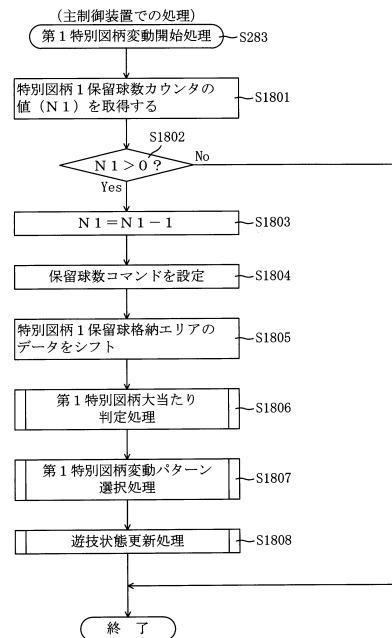 (主制御装置での処理)
第1特別図柄変動開始処理
S283
特別図柄1保留球数カウンタの
値(N1)を取得する
S1801
S1802
N1>0?
No
Yes
N1=N1-1
S1803
保留球数コマンドを設定
S1804
特別図柄1保留球格納エリアの
データをシフト
S1805
第1特別図柄大当たり
判定処理
S1806
第1特別図柄変動パターン
選択処理
S1807
遊技状態更新処理
S1808
終 了